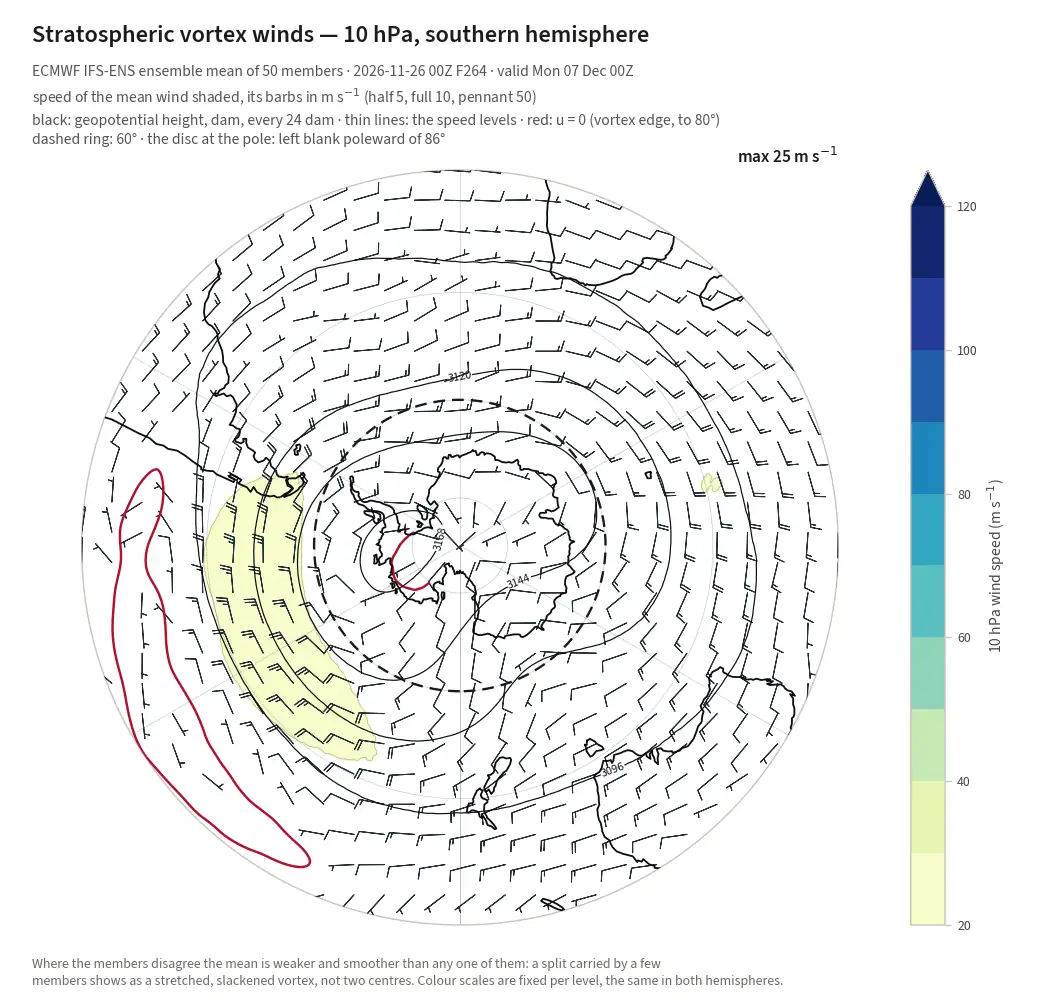 Stratospheric vortex winds — 10 hPa, southern hemisphere
ECMWF IFS-ENS ensemble mean of 50 members · 2026-11-26 00Z F264 · valid Mon 07 Dec 00Z
speed of the mean wind shaded, its barbs in m s⁻¹ (half 5, full 10, pennant 50)
black: geopotential height, dam, every 24 dam · thin lines: the speed levels · red: u = 0 (vortex edge, to 80°)
dashed ring: 60° · the disc at the pole: left blank poleward of 86°
max 25 m s⁻¹
120
100
80
60
40
20
10 hPa wind speed (m s⁻¹)
3120
3168
3144
3096
Where the members disagree the mean is weaker and smoother than any one of them: a split carried by a few
members shows as a stretched, slackened vortex, not two centres. Colour scales are fixed per level, the same in both hemispheres.